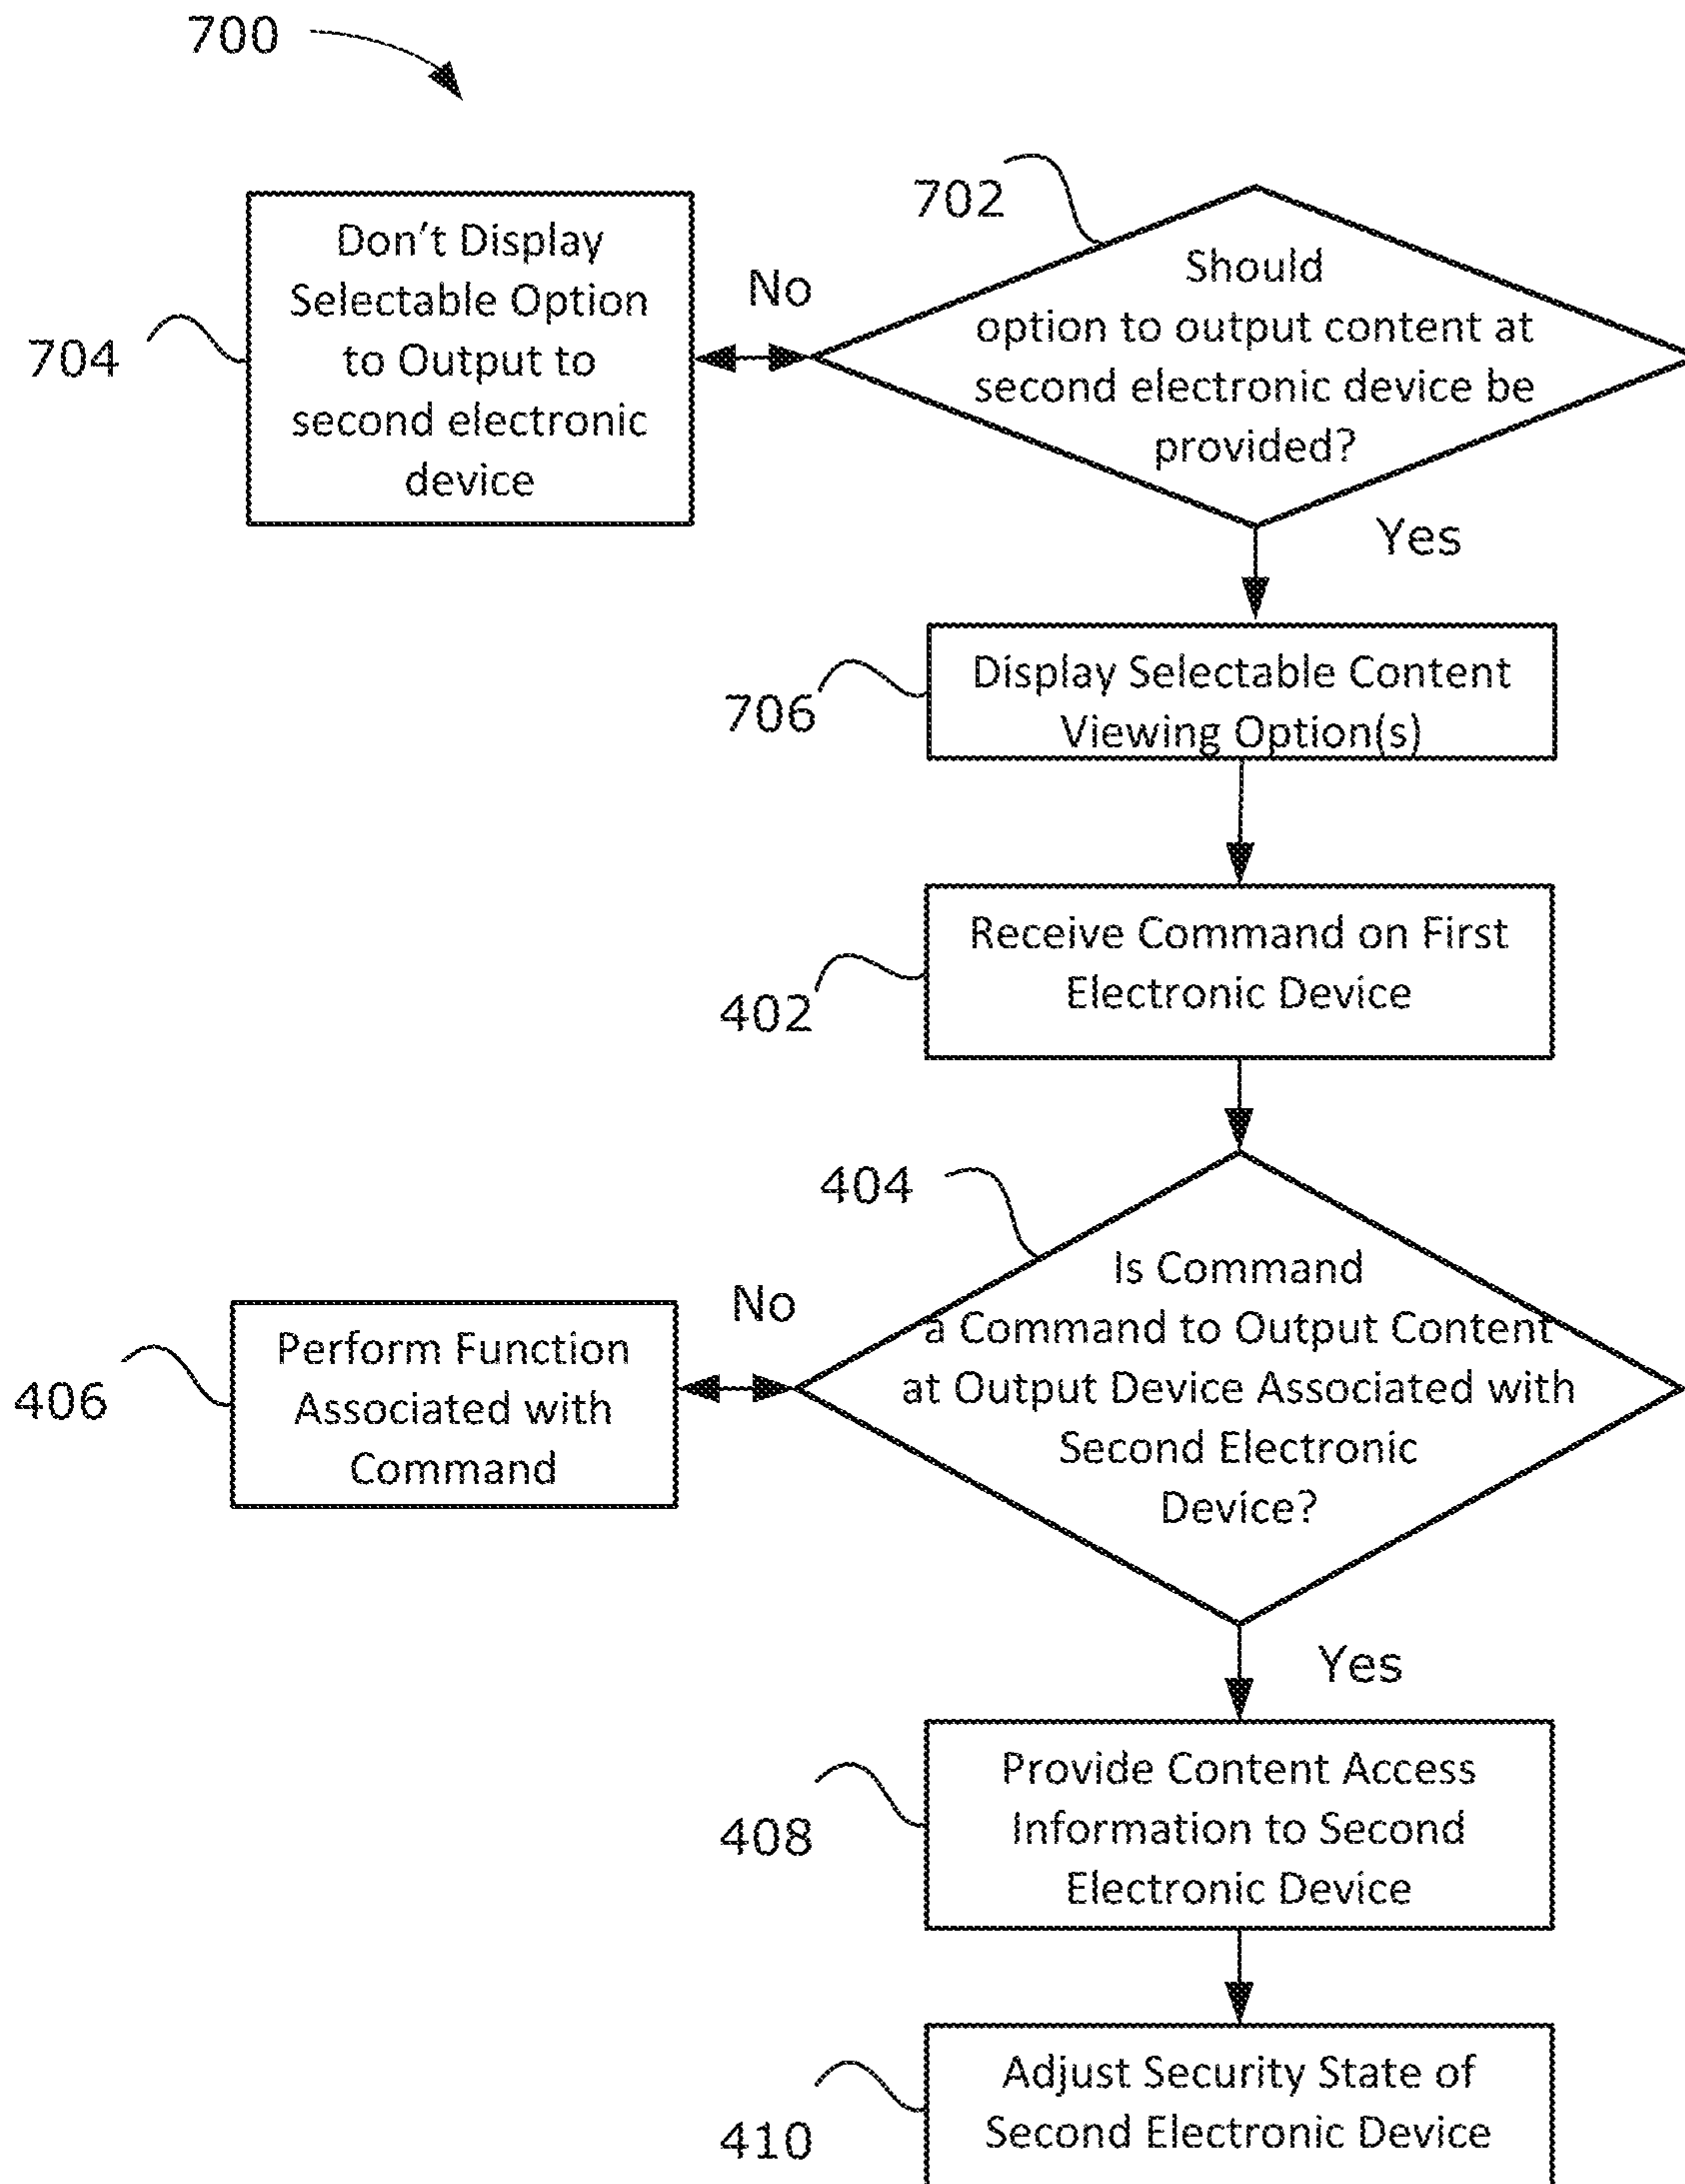 700
702
Don't Display
Selectable Option
to Output to
second electronic
device
704
No
Should
option to output content at
second electronic device be
provided?
Yes
706
Display Selectable Content
Viewing Option(s)
402
Receive Command on First
Electronic Device
404
Is Command
a Command to Output Content
at Output Device Associated with
Second Electronic
Device?
No
406
Perform Function
Associated with
Command
Yes
408
Provide Content Access
Information to Second
Electronic Device
410
Adjust Security State of
Second Electronic Device